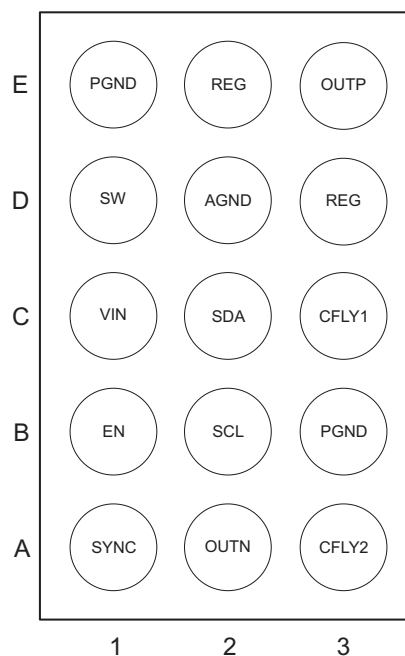 E PGND REG OUTP
D SW AGND REG
C VIN SDA CFLY1
B EN SCL PGND
A SYNC OUTN CFLY2
1 2 3